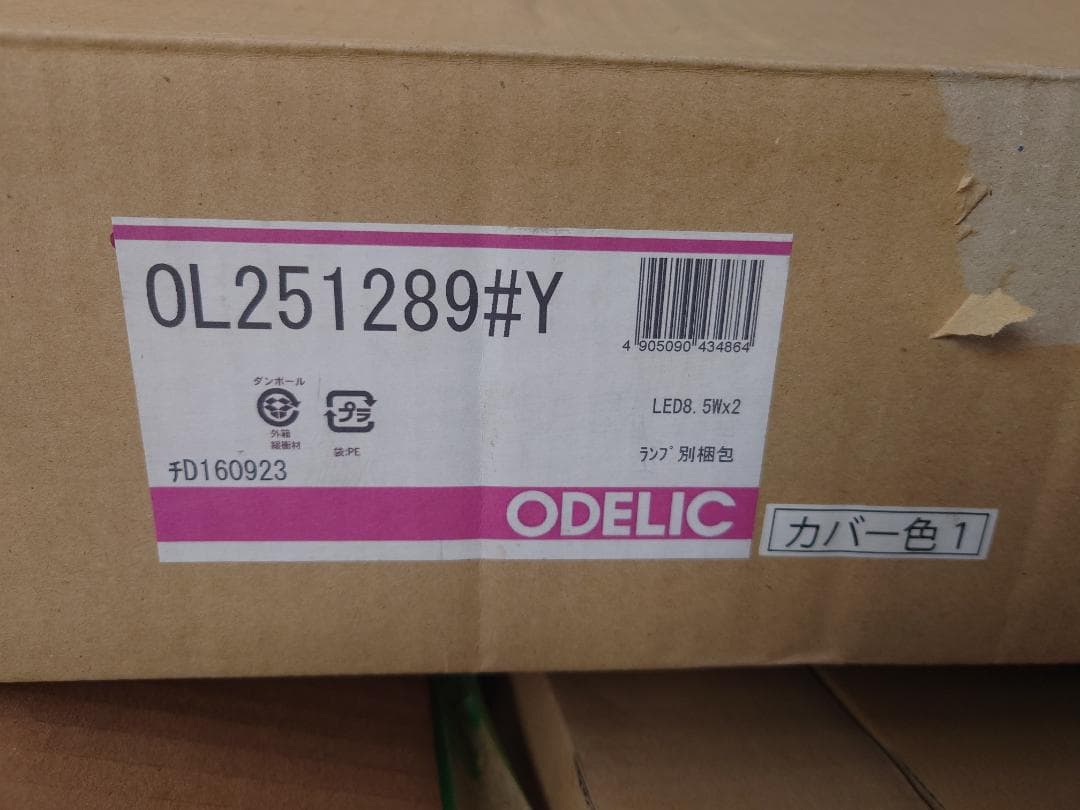 OL251289#Y
4 905090 434864
ダンボール
外箱
緩衝材
プラ
袋:PE
LED8.5Wx2
ﾗﾝﾌﾟ別梱包
ﾁD160923
ODELIC
カバー色1